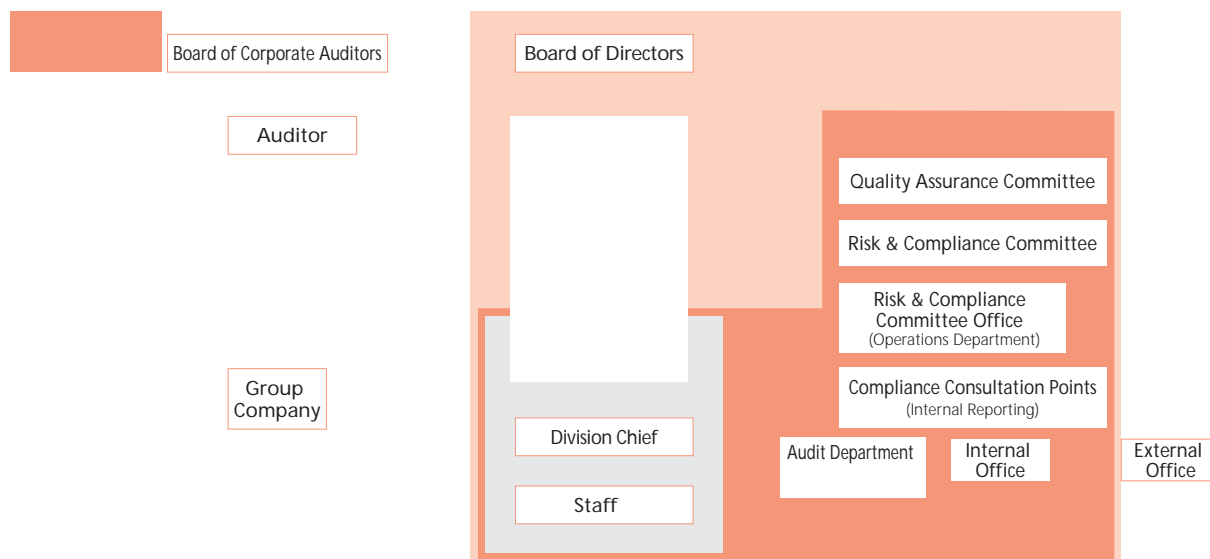 Board of Corporate Auditors
Board of Directors
Auditor
Quality Assurance Committee
Risk & Compliance Committee
Risk & Compliance
Committee Office
(Operations Department)
Group
Company
Compliance Consultation Points
(Internal Reporting)
Division Chief
Audit Department
Internal
Office
External
Office
Staff